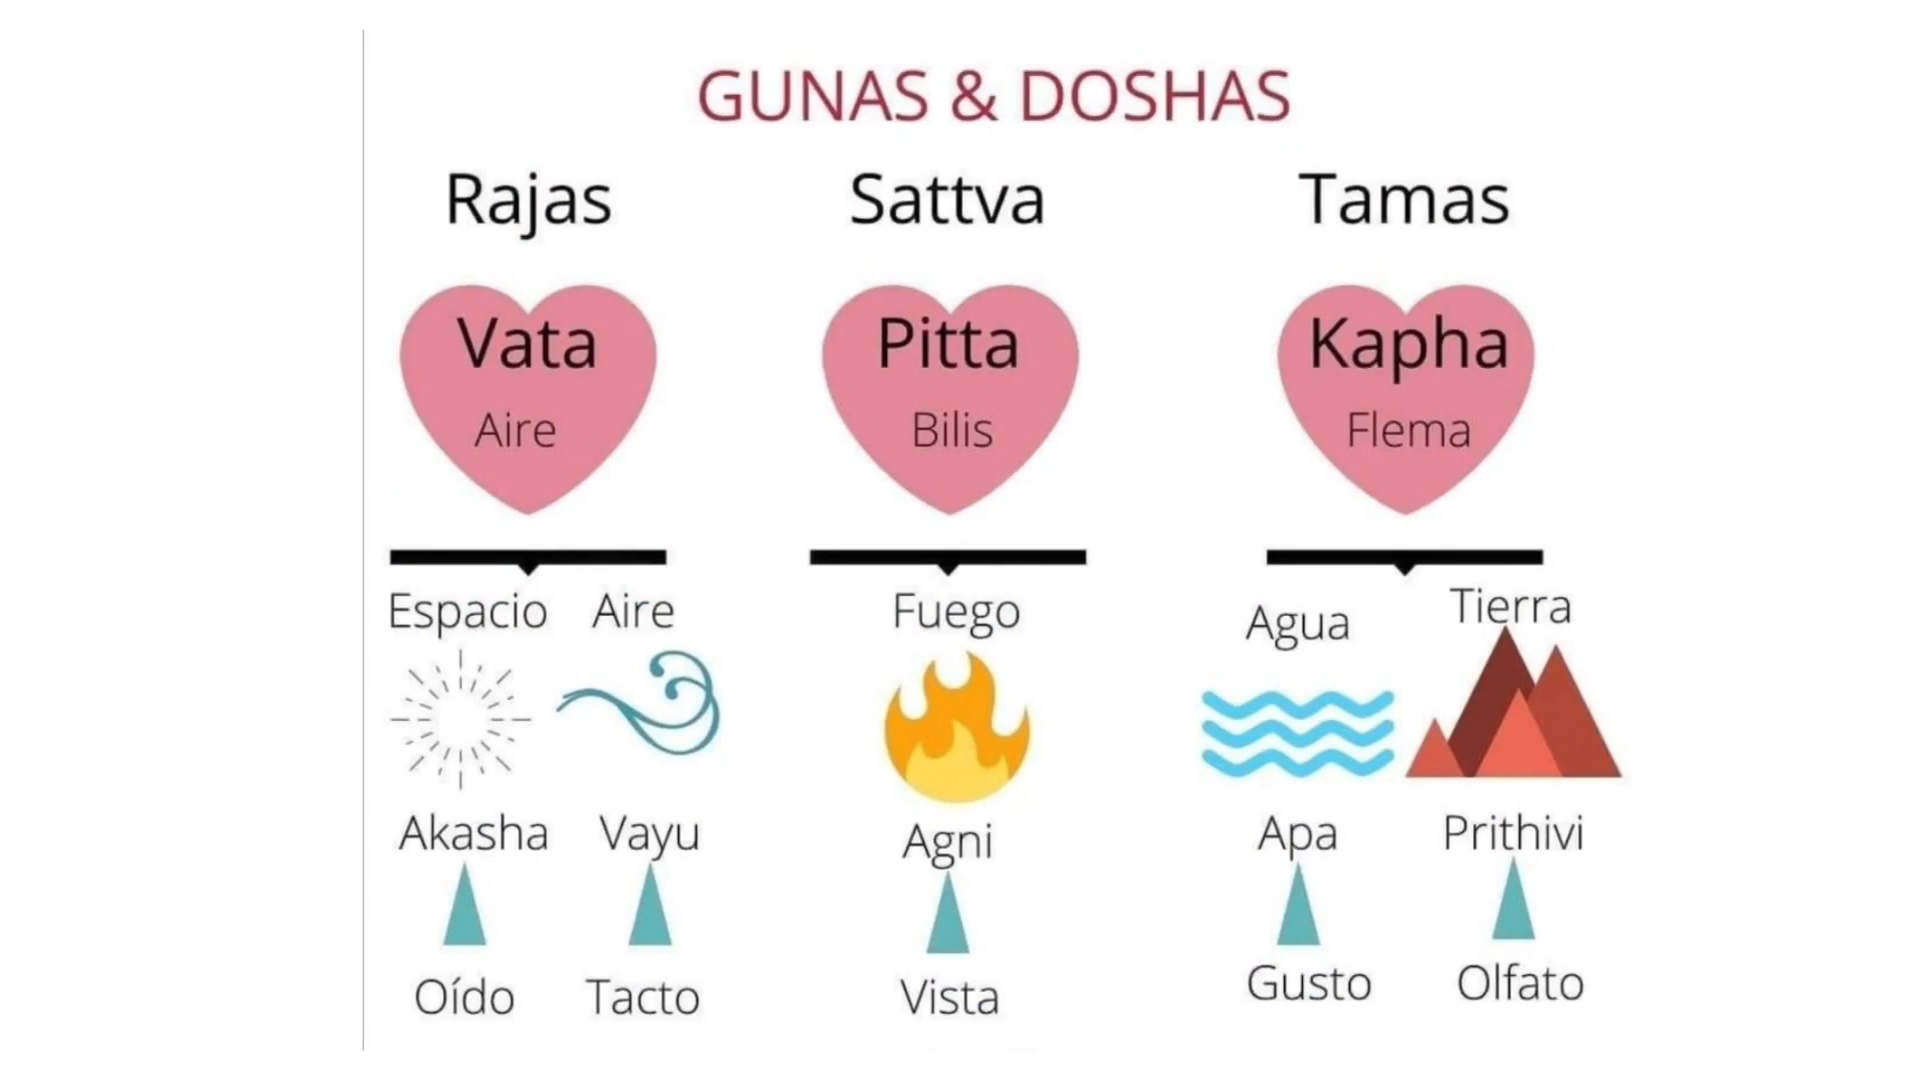 GUNAS & DOSHAS
Rajas Sattva Tamas
Vata Pitta Kapha
Aire Bilis Flema
Espacio Aire Fuego Agua Tierra
Akasha Vayu Agni Apa Prithivi
Oído Tacto Vista Gusto Olfato